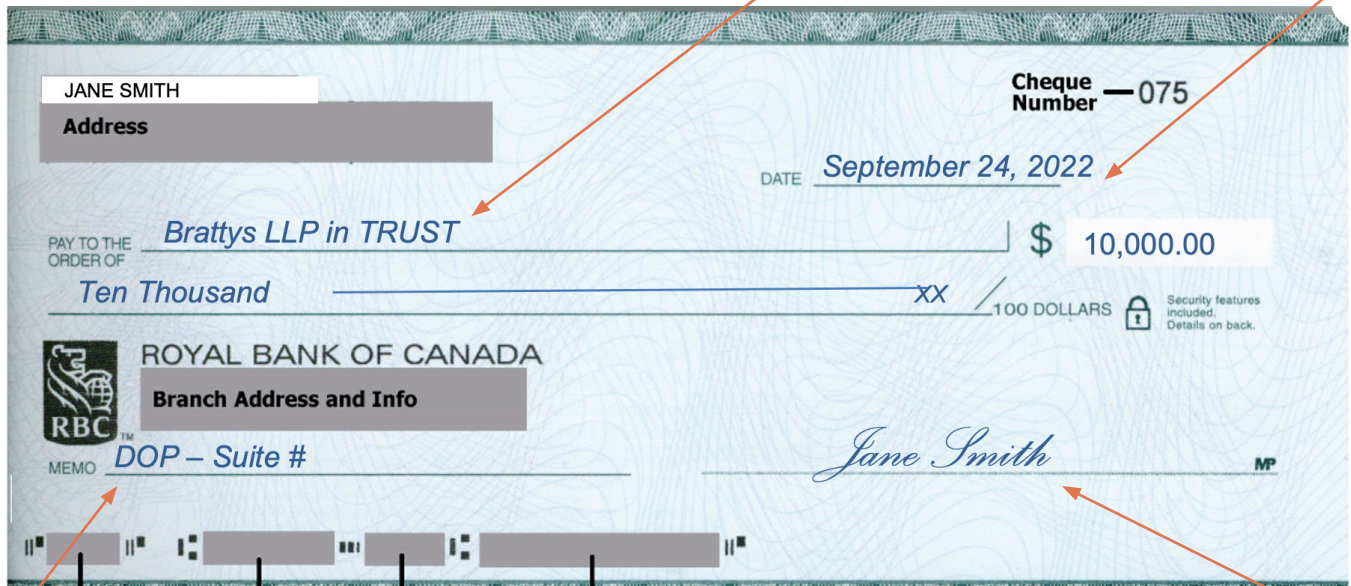 JANE SMITH
Address
Cheque Number — 075
DATE September 24, 2022
PAY TO THE ORDER OF Brattys LLP in TRUST $ 10,000.00
Ten Thousand xx /100 DOLLARS
Security features
included.
Details on back.
ROYAL BANK OF CANADA
Branch Address and Info
RBC TM
MEMO DOP – Suite #
Jane Smith MP